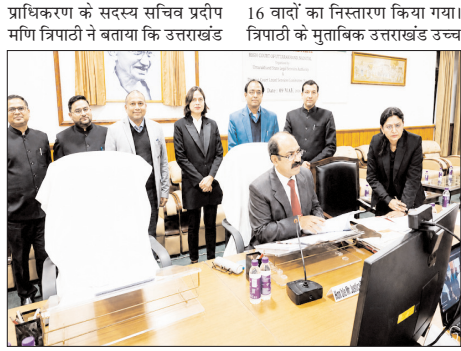 प्राधिकरण के सदस्य सचिव प्रदीप
मणि त्रिपाठी ने बताया कि उत्तराखंड
16 वादों का निस्तारण किया गया।
त्रिपाठी के मुताबिक उत्तराखंड उच्च